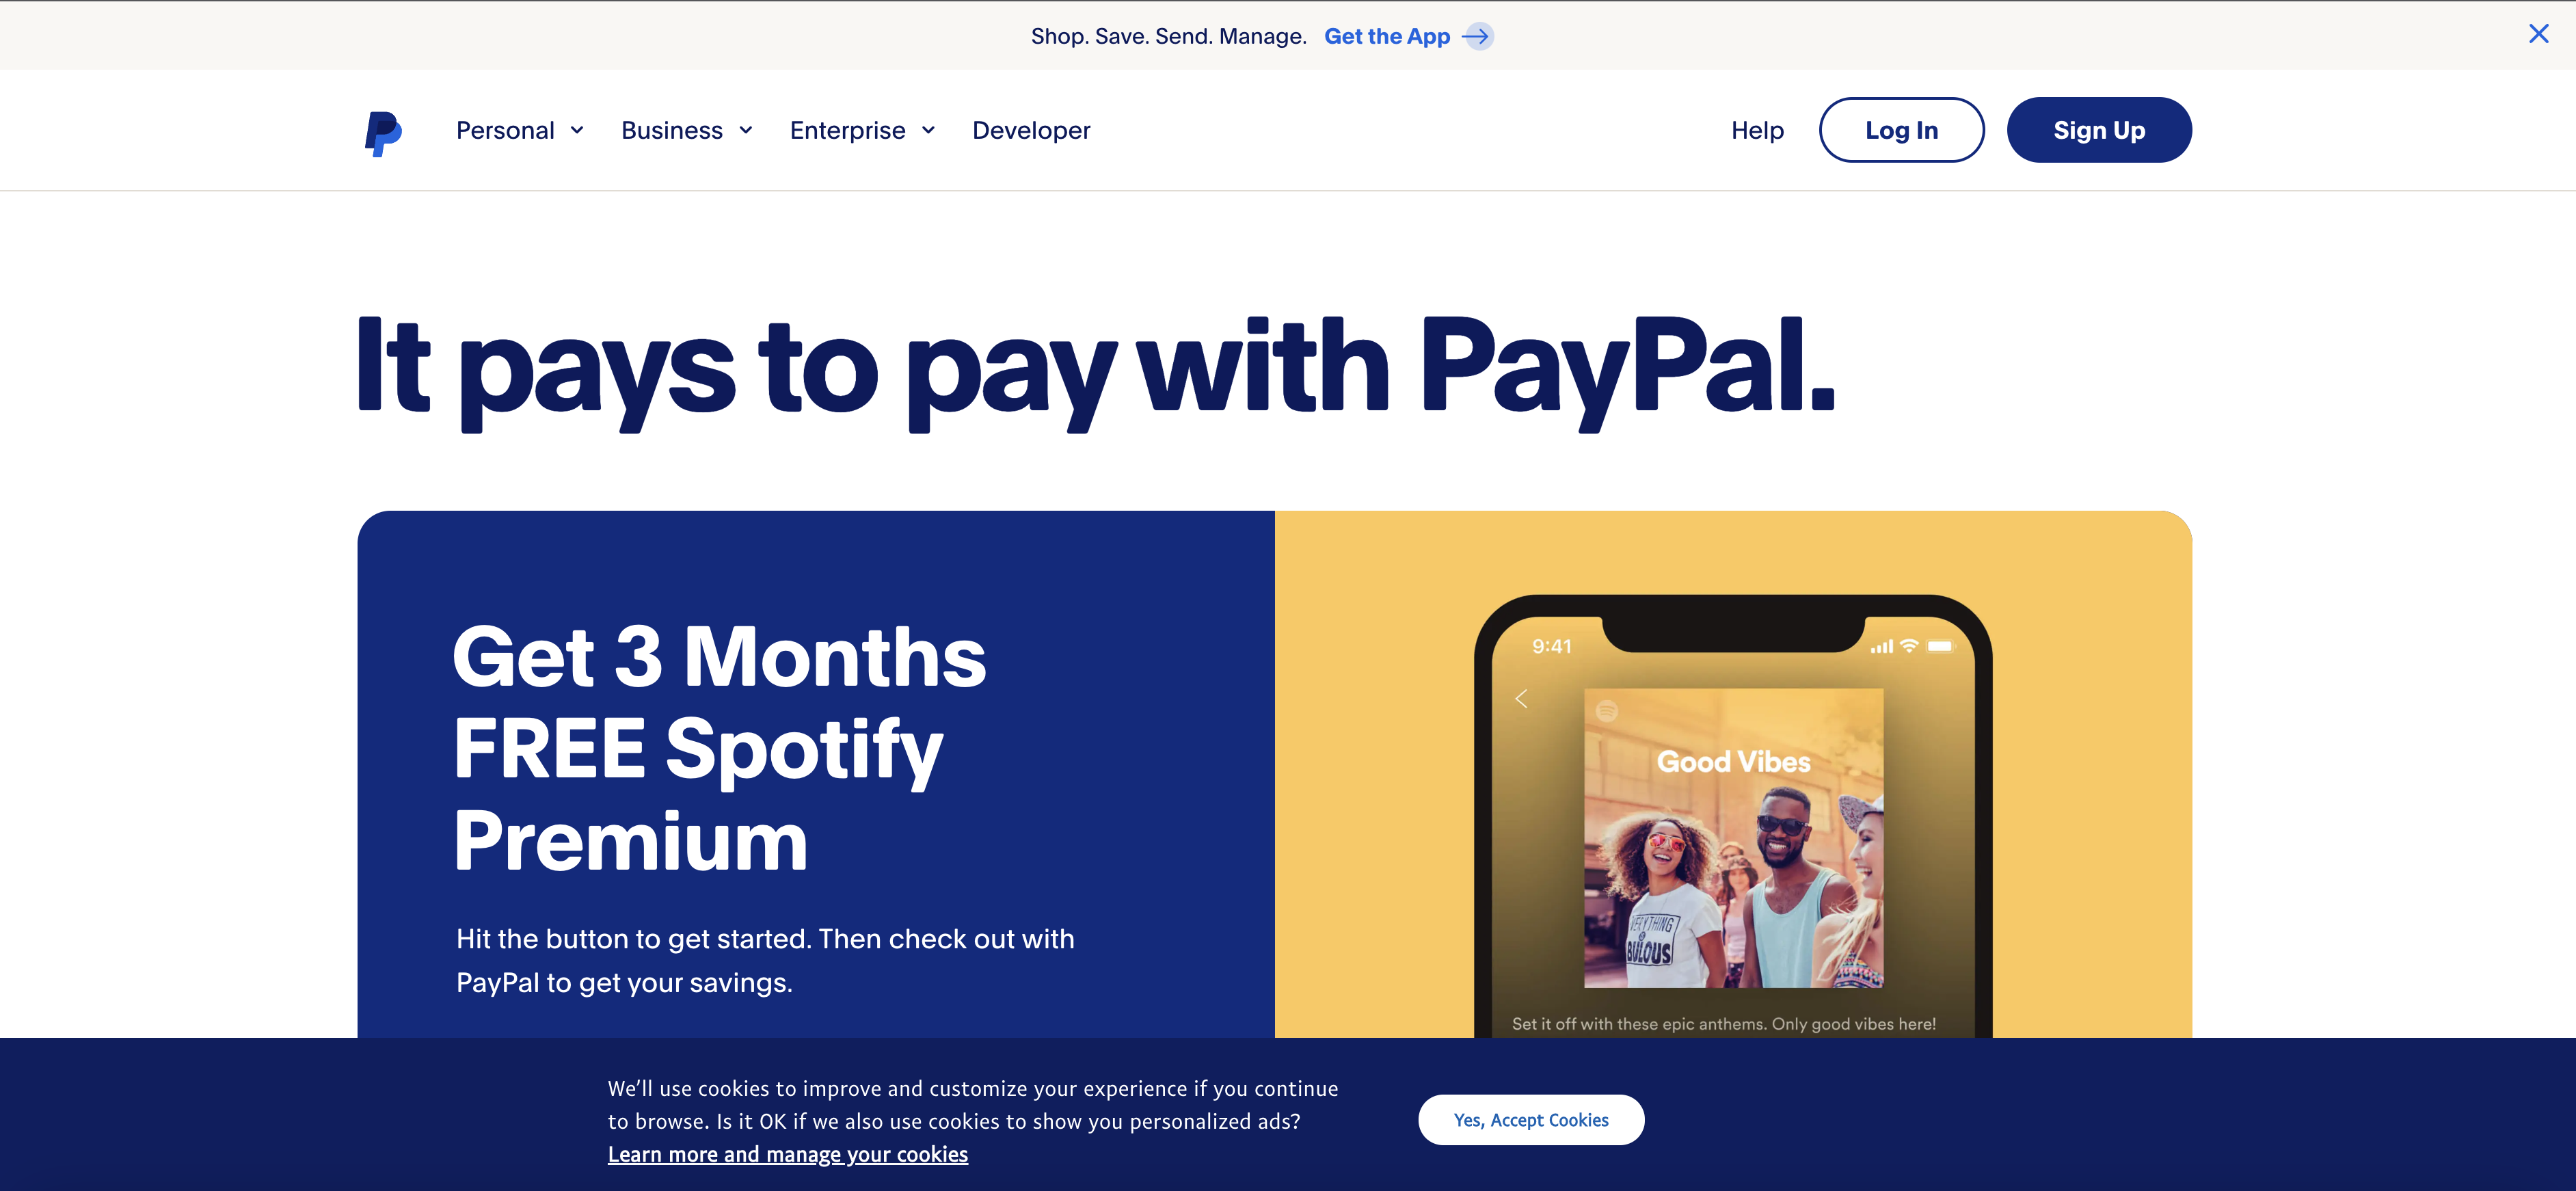 Shop. Save. Send. Manage. Get the App
Personal Business Enterprise Developer Help Log In Sign Up
It pays to pay with PayPal.
Get 3 Months
FREE Spotify
Premium
Hit the button to get started. Then check out with
PayPal to get your savings.
9:41
Good Vibes
BULOUS
Set it off with these epic anthems. Only good vibes here!
We’ll use cookies to improve and customize your experience if you continue
to browse. Is it OK if we also use cookies to show you personalized ads?
Learn more and manage your cookies
Yes, Accept Cookies